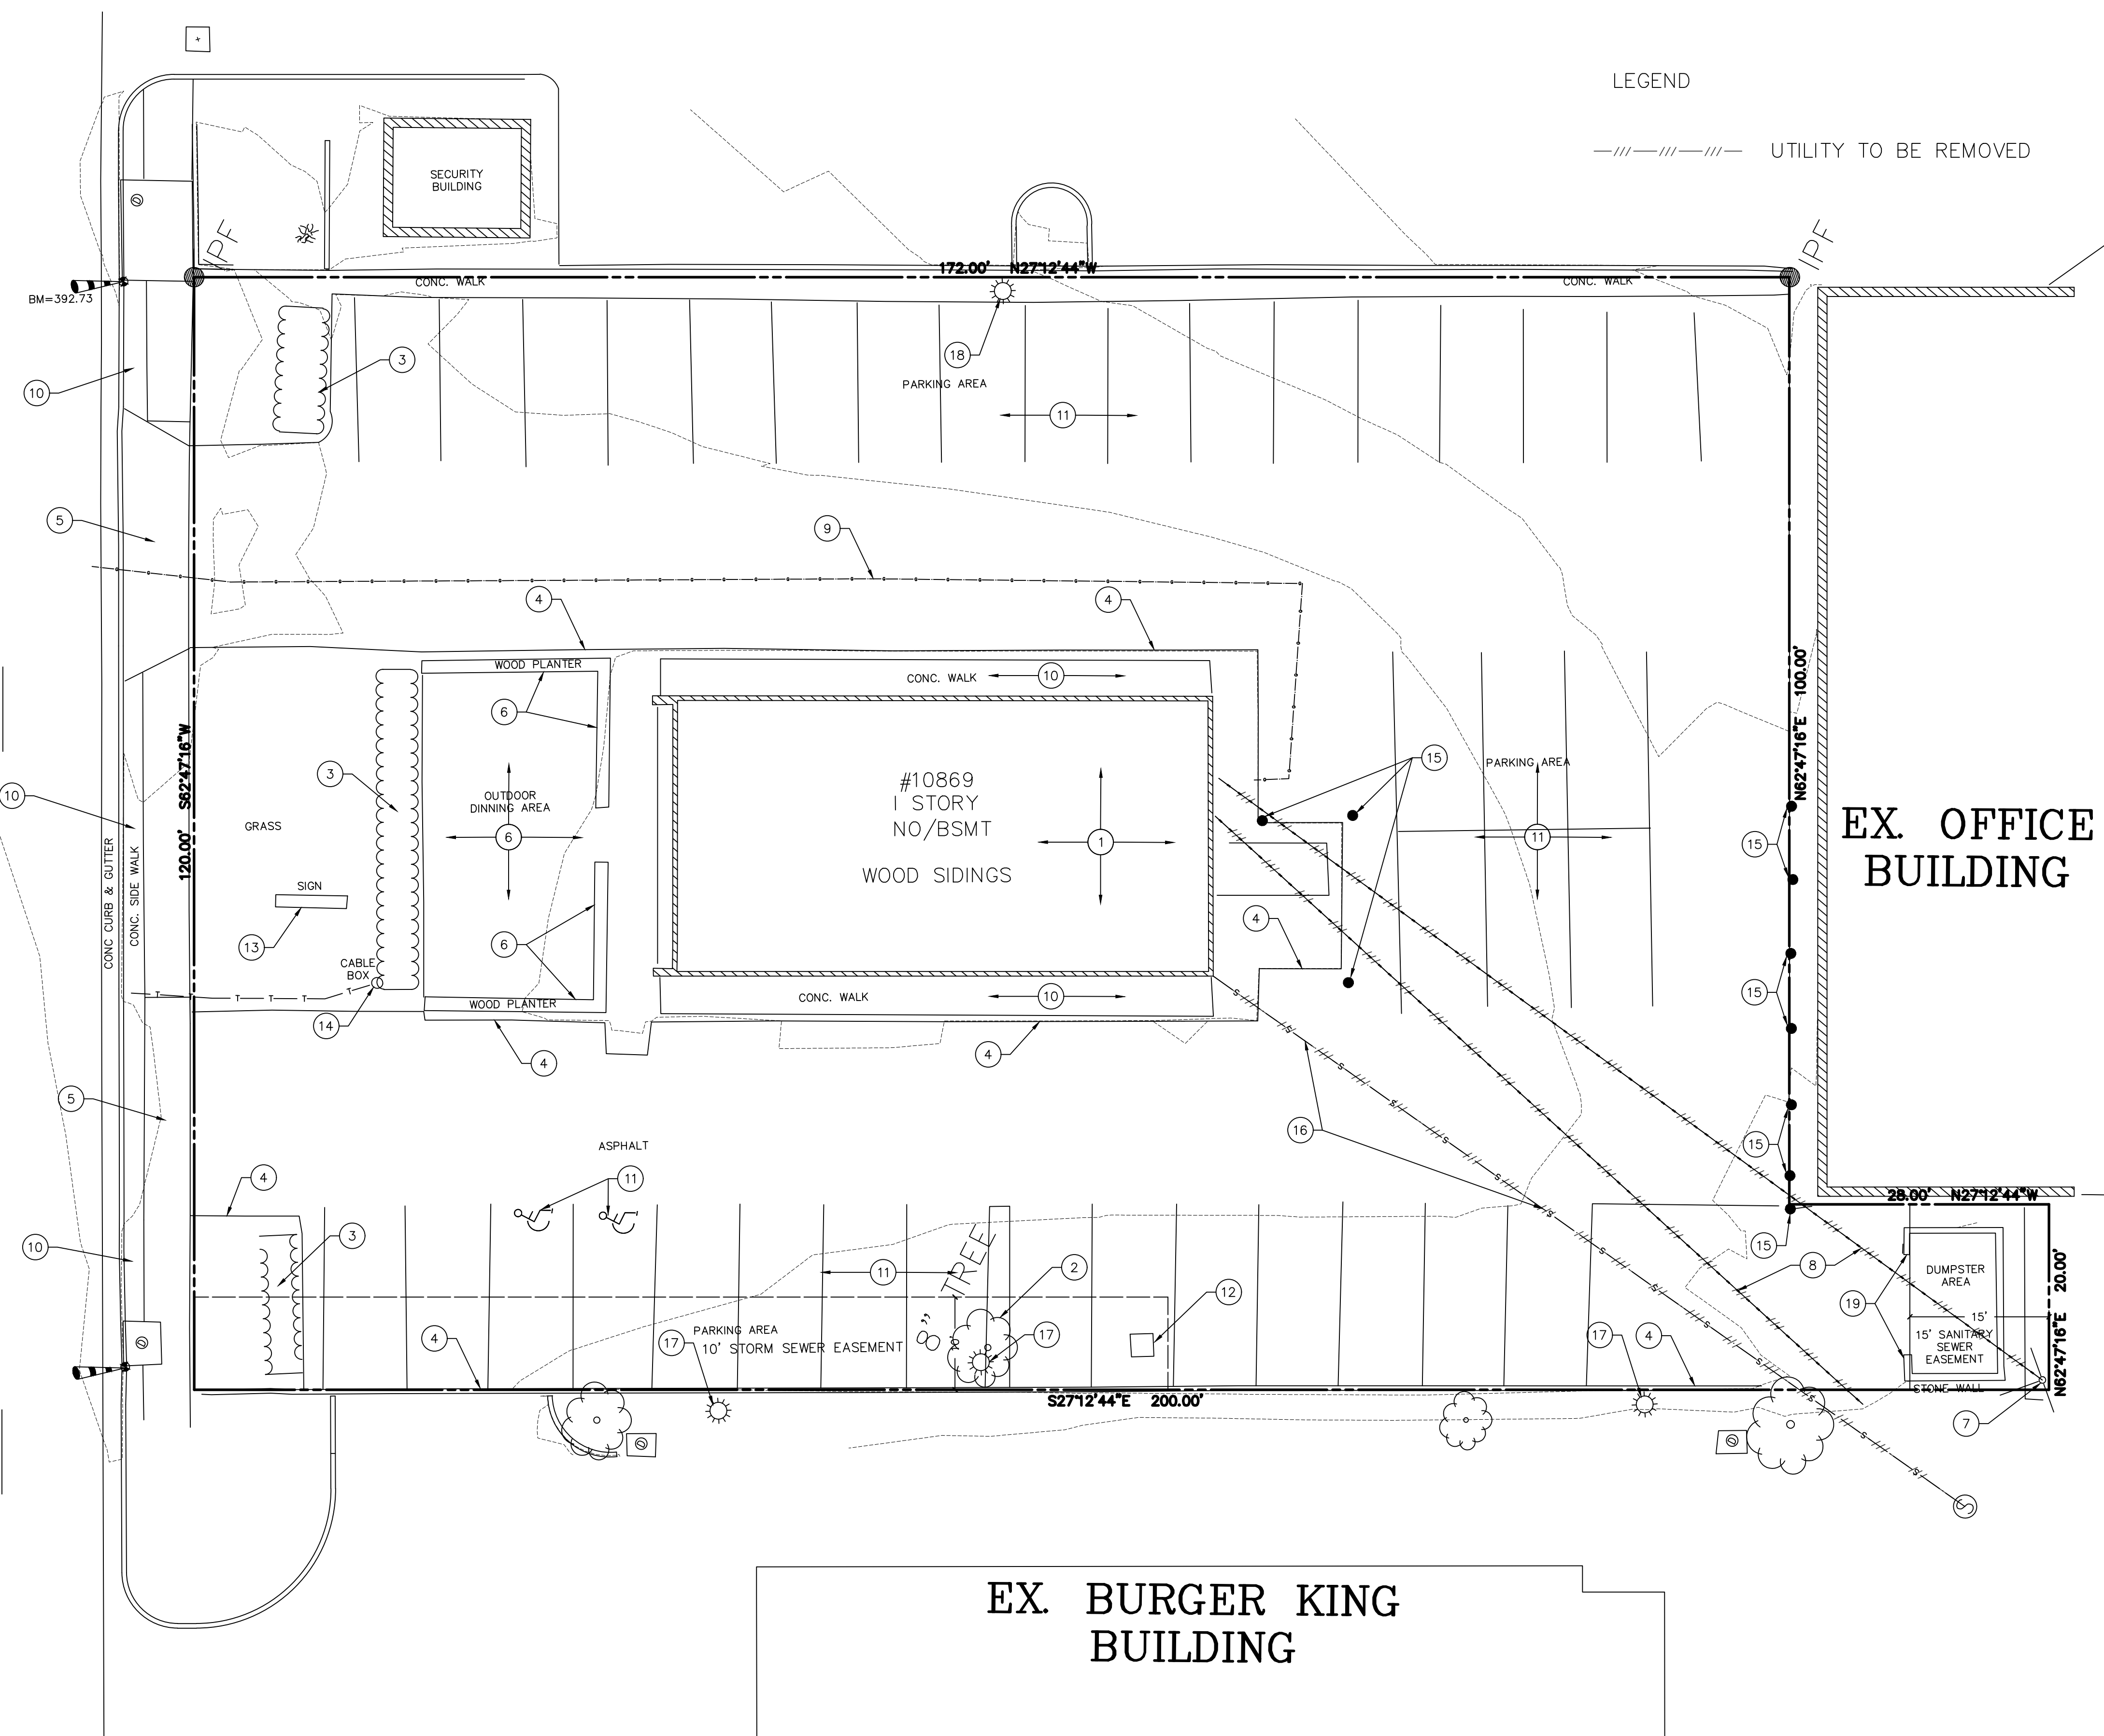 LEGEND
UTILITY TO BE REMOVED
SECURITY
BUILDING
IPF
IPF
172.00' N27°12'44"W
CONC. WALK
CONC. WALK
BM=392.73
3
18
10
PARKING AREA
11
5
9
4
4
WOOD PLANTER
CONC. WALK
10
6
N62°47'16"E 100.00'
120.00' S62°47'16"W
3
15
PARKING AREA
#10869
1 STORY
NO/BSMT
WOOD SIDINGS
1
OUTDOOR
DINNING AREA
6
10
GRASS
11
15
EX. OFFICE
BUILDING
CONC CURB & GUTTER
CONC. SIDE WALK
SIGN
13
6
4
CABLE
BOX
T T T T T
WOOD PLANTER
CONC. WALK
10
15
14
4
4
5
16
15
ASPHALT
4
11
28.00' N27°12'44"W
3
10
15
8
2
11
DUMPSTER
AREA
12
19
15'
N62°47'16"E 20.00'
8" TREE
4
17
PARKING AREA
10' STORM SEWER EASEMENT
10'
17
17
4
15' SANITARY
SEWER
EASEMENT
STONE WALL
S27°12'44"E 200.00'
7
S
EX. BURGER KING
BUILDING